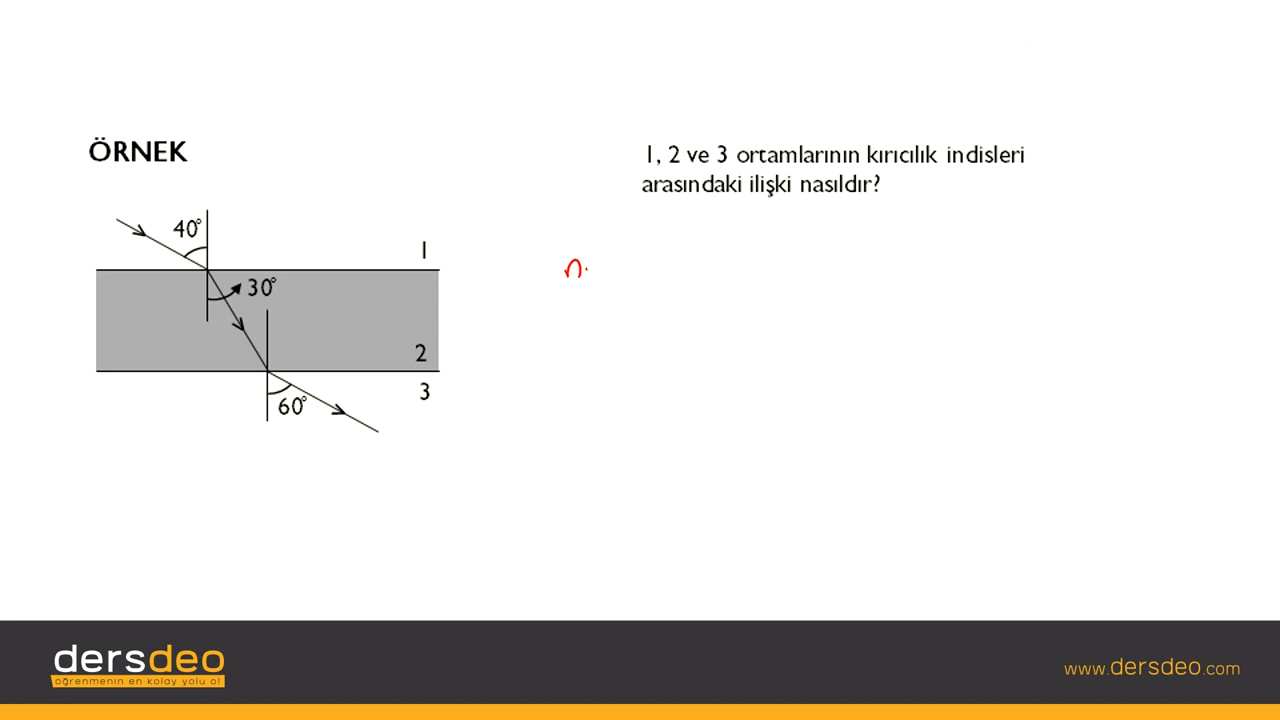 ÖRNEK
1, 2 ve 3 ortamlarının kırıcılık indisleri
arasındaki ilişki nasıldır?
40°
1
30°
2
3
60°
n
dersdeo
öğrenmenin en kolay yolu o!
www.dersdeo.com